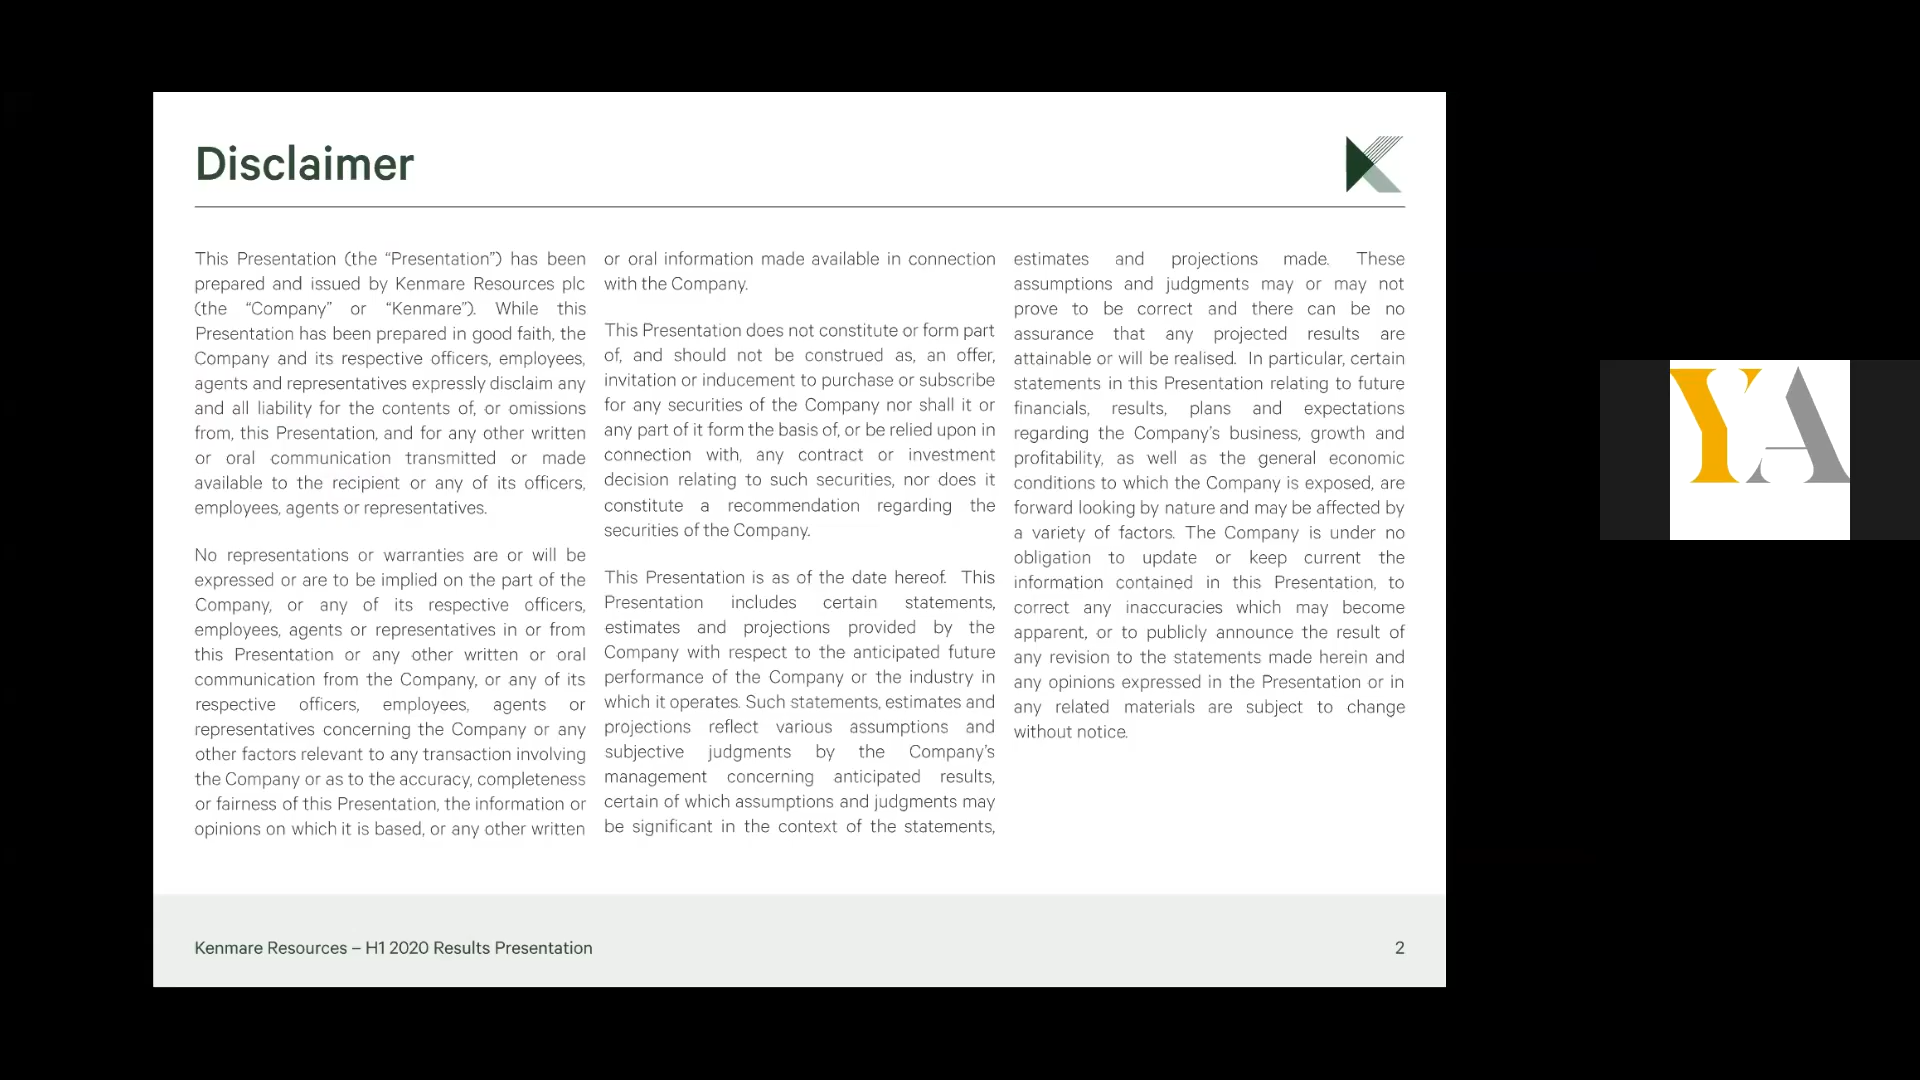 Disclaimer
This Presentation (the “Presentation”) has been
prepared and issued by Kenmare Resources plc
(the “Company” or “Kenmare”). While this
Presentation has been prepared in good faith, the
Company and its respective officers, employees,
agents and representatives expressly disclaim any
and all liability for the contents of, or omissions
from, this Presentation, and for any other written
or oral communication transmitted or made
available to the recipient or any of its officers,
employees, agents or representatives.
No representations or warranties are or will be
expressed or are to be implied on the part of the
Company, or any of its respective officers,
employees, agents or representatives in or from
this Presentation or any other written or oral
communication from the Company, or any of its
respective officers, employees, agents or
representatives concerning the Company or any
other factors relevant to any transaction involving
the Company or as to the accuracy, completeness
or fairness of this Presentation, the information or
opinions on which it is based, or any other written
or oral information made available in connection
with the Company.
This Presentation does not constitute or form part
of, and should not be construed as, an offer,
invitation or inducement to purchase or subscribe
for any securities of the Company nor shall it or
any part of it form the basis of, or be relied upon in
connection with, any contract or investment
decision relating to such securities, nor does it
constitute a recommendation regarding the
securities of the Company.
This Presentation is as of the date hereof. This
Presentation includes certain statements,
estimates and projections provided by the
Company with respect to the anticipated future
performance of the Company or the industry in
which it operates. Such statements, estimates and
projections reflect various assumptions and
subjective judgments by the Company’s
management concerning anticipated results,
certain of which assumptions and judgments may
be significant in the context of the statements,
estimates and projections made. These
assumptions and judgments may or may not
prove to be correct and there can be no
assurance that any projected results are
attainable or will be realised. In particular, certain
statements in this Presentation relating to future
financials, results, plans and expectations
regarding the Company’s business, growth and
profitability, as well as the general economic
conditions to which the Company is exposed, are
forward looking by nature and may be affected by
a variety of factors. The Company is under no
obligation to update or keep current the
information contained in this Presentation, to
correct any inaccuracies which may become
apparent, or to publicly announce the result of
any revision to the statements made herein and
any opinions expressed in the Presentation or in
any related materials are subject to change
without notice.
Kenmare Resources – H1 2020 Results Presentation
2
YA